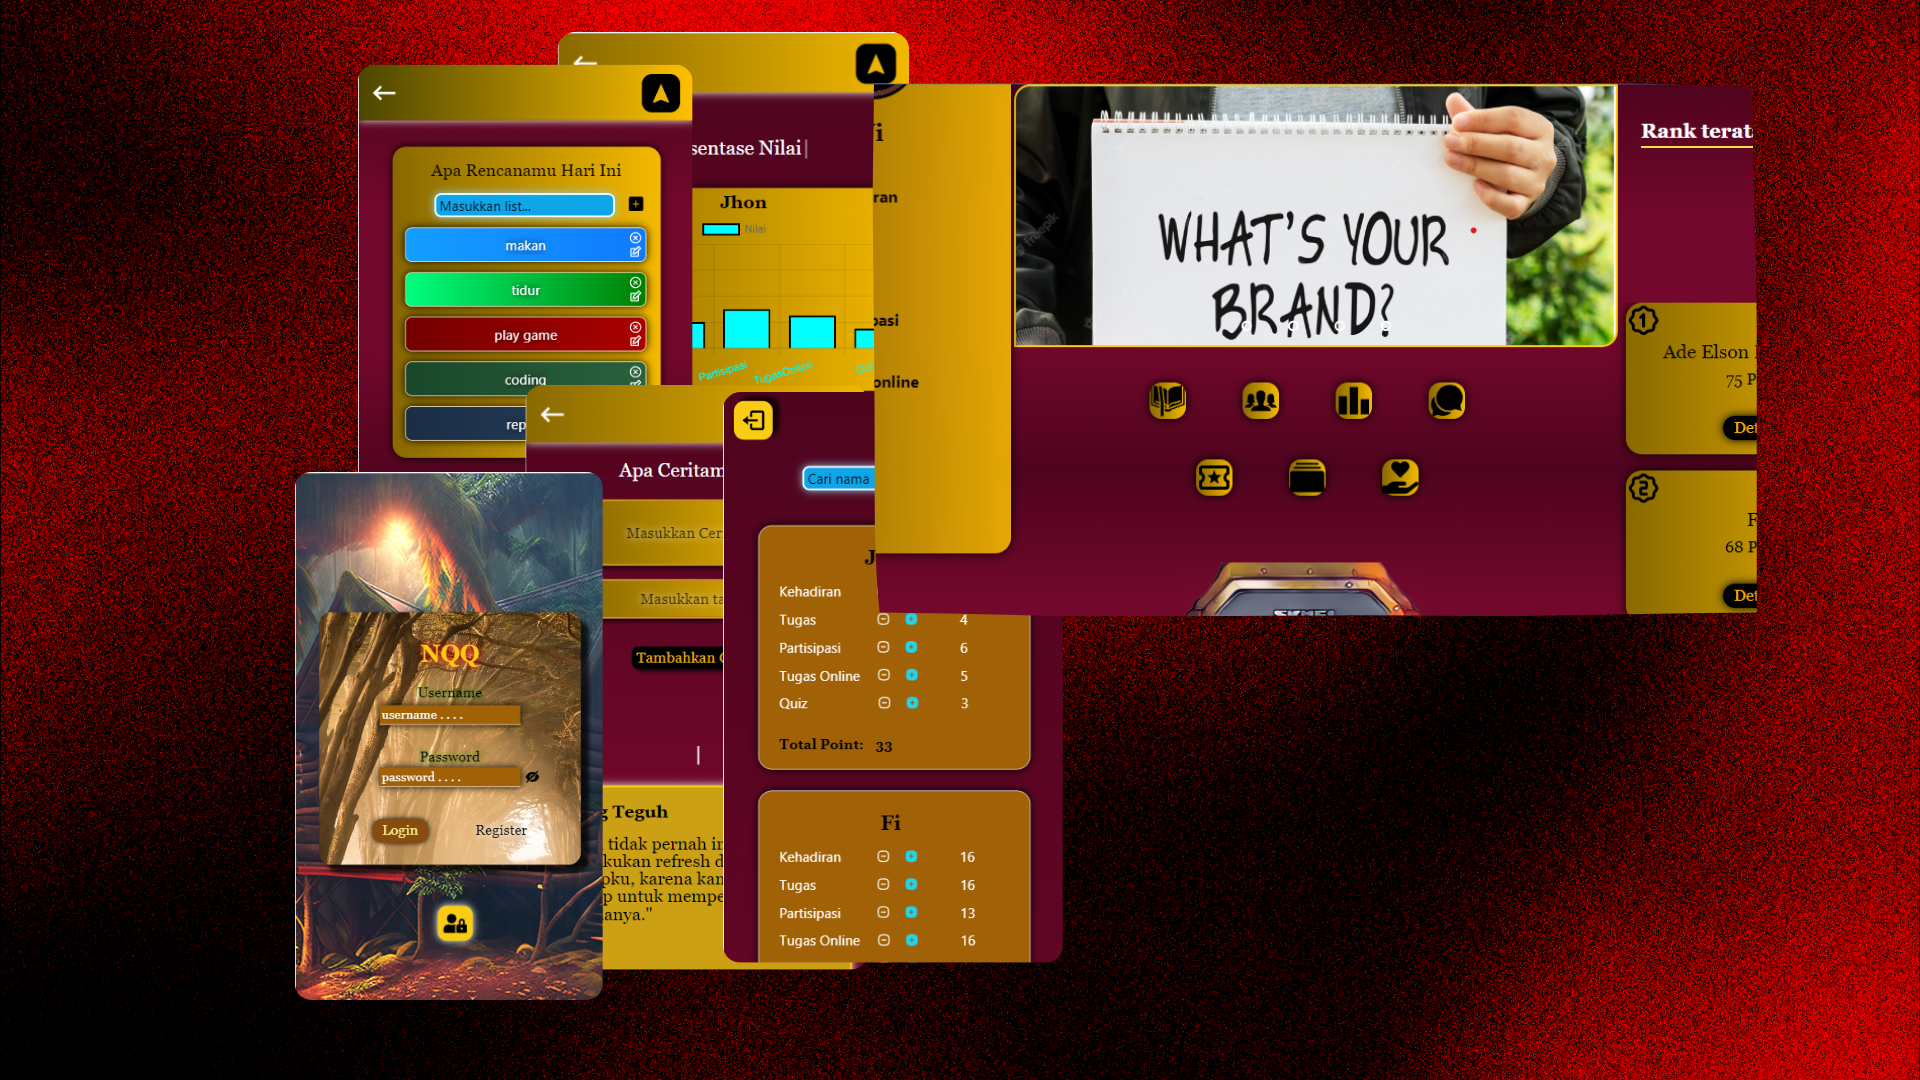 Apa Rencanamu Hari Ini
Masukkan list...
makan
tidur
play game
coding
sentase Nilai|
Jhon
Nilai
Partisipasi
TugasOnline
online
WHAT'S YOUR
BRAND?
freepik
Rank terat
1
Ade Elson
75 P
Det
2
F
68 P
Det
Apa Ceritam
Masukkan Cer
Masukkan ta
Tambahkan
g Teguh
tidak pernah in
kukan refresh d
pku, karena kan
p untuk mempe
anya."
NQQ
Username
username . . . .
Password
password . . . .
Login
Register
Cari nama
J
Kehadiran
Tugas 4
Partisipasi 6
Tugas Online 5
Quiz 3
Total Point: 33
Fi
Kehadiran 16
Tugas 16
Partisipasi 13
Tugas Online 16